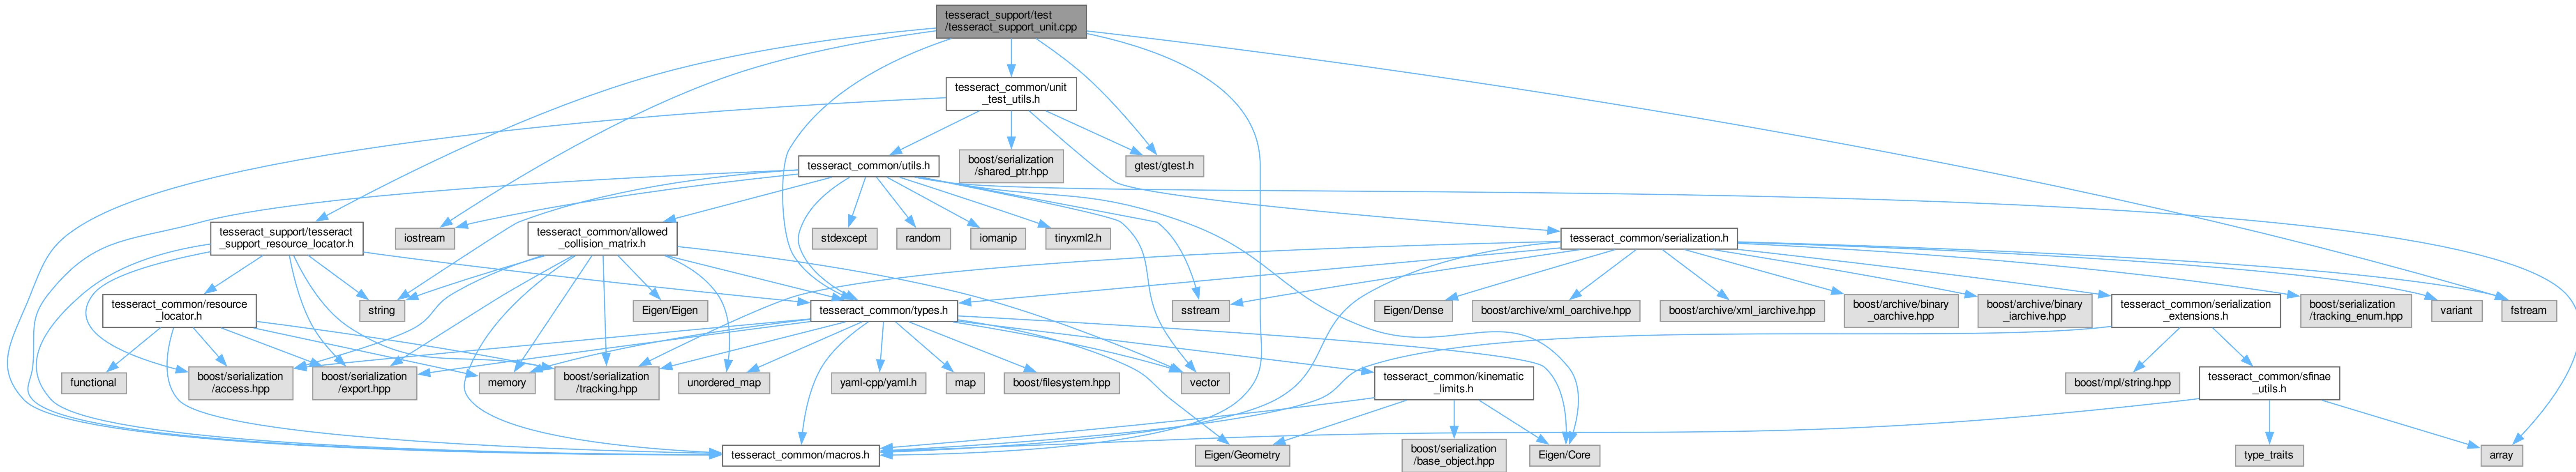 tesseract_support/test
/tesseract_support_unit.cpp
tesseract_common/unit
_test_utils.h
tesseract_common/utils.h
boost/serialization
/shared_ptr.hpp
gtest/gtest.h
tesseract_support/tesseract
_support_resource_locator.h
iostream
tesseract_common/allowed
_collision_matrix.h
stdexcept
random
iomanip
tinyxml2.h
tesseract_common/serialization.h
tesseract_common/resource
_locator.h
string
Eigen/Eigen
tesseract_common/types.h
sstream
Eigen/Dense
boost/archive/xml_oarchive.hpp
boost/archive/xml_iarchive.hpp
boost/archive/binary
_oarchive.hpp
boost/archive/binary
_iarchive.hpp
tesseract_common/serialization
_extensions.h
boost/serialization
/tracking_enum.hpp
variant
fstream
functional
boost/serialization
/access.hpp
boost/serialization
/export.hpp
memory
boost/serialization
/tracking.hpp
unordered_map
yaml-cpp/yaml.h
map
boost/filesystem.hpp
vector
tesseract_common/kinematic
_limits.h
boost/mpl/string.hpp
tesseract_common/sfinae
_utils.h
tesseract_common/macros.h
Eigen/Geometry
boost/serialization
/base_object.hpp
Eigen/Core
type_traits
array